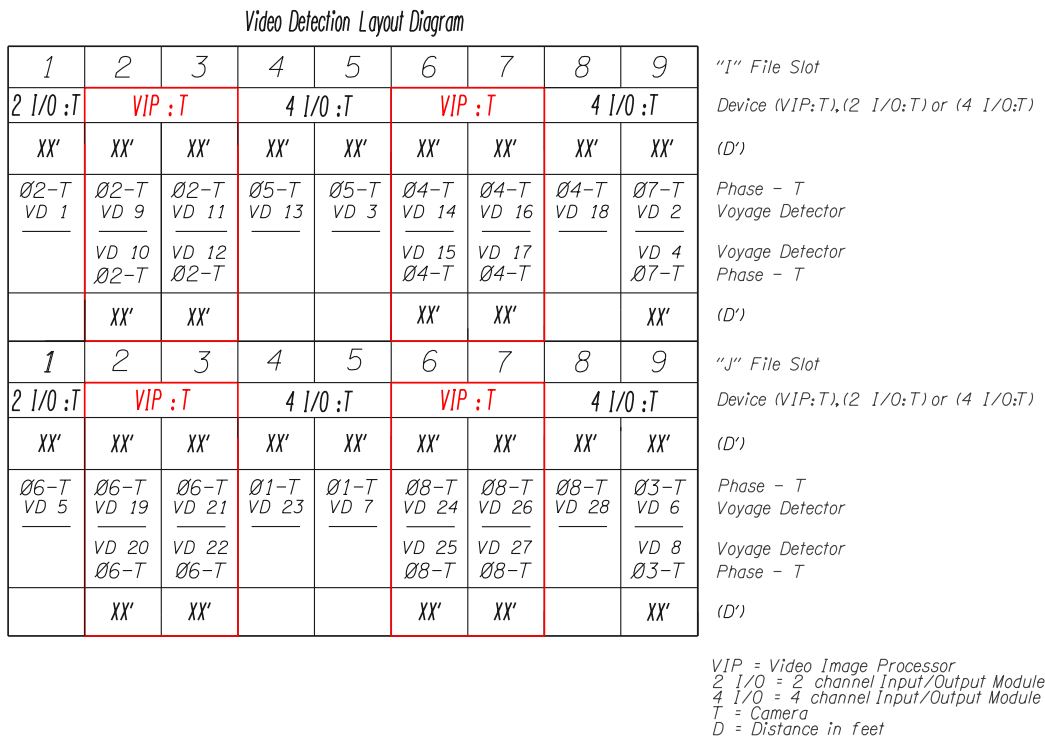 Video Detection Layout Diagram
1 2 3 4 5 6 7 8 9 "I" File Slot
2 I/O :T VIP : T 4 I/O :T VIP : T 4 I/O :T Device (VIP:T),(2 I/O:T) or (4 I/O:T)
XX' XX' XX' XX' XX' XX' XX' XX' XX' (D')
Ø2-T Ø2-T Ø2-T Ø5-T Ø5-T Ø4-T Ø4-T Ø4-T Ø7-T Phase - T
VD 1 VD 9 VD 11 VD 13 VD 3 VD 14 VD 16 VD 18 VD 2 Voyage Detector
VD 10 VD 12 VD 15 VD 17 VD 4 Voyage Detector
Ø2-T Ø2-T Ø4-T Ø4-T Ø7-T Phase - T
XX' XX' XX' XX' XX' (D')
1 2 3 4 5 6 7 8 9 "J" File Slot
2 I/O :T VIP : T 4 I/O :T VIP : T 4 I/O :T Device (VIP:T),(2 I/O:T) or (4 I/O:T)
XX' XX' XX' XX' XX' XX' XX' XX' XX' (D')
Ø6-T Ø6-T Ø6-T Ø1-T Ø1-T Ø8-T Ø8-T Ø8-T Ø3-T Phase - T
VD 5 VD 19 VD 21 VD 23 VD 7 VD 24 VD 26 VD 28 VD 6 Voyage Detector
VD 20 VD 22 VD 25 VD 27 VD 8 Voyage Detector
Ø6-T Ø6-T Ø8-T Ø8-T Ø3-T Phase - T
XX' XX' XX' XX' XX' (D')
VIP = Video Image Processor
2 I/O = 2 channel Input/Output Module
4 I/O = 4 channel Input/Output Module
T = Camera
D = Distance in feet